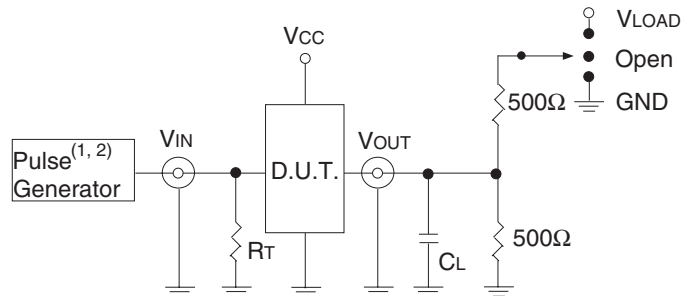 VLOAD
VCC
Open
500Ω
GND
VIN
VOUT
Pulse(1, 2)
Generator
D.U.T.
RT
CL
500Ω